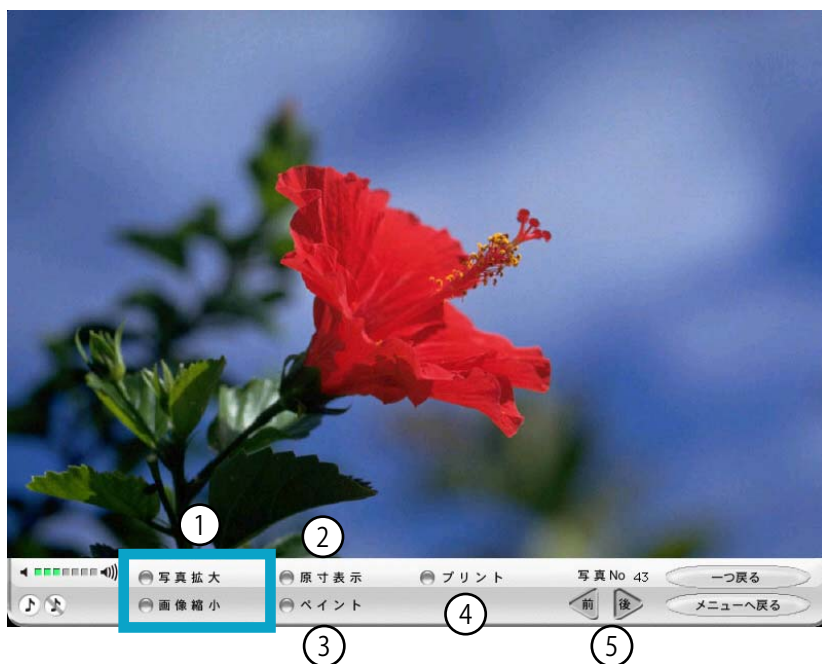 ①
②
写真拡大
原寸表示
プリント
写真No 43
一つ戻る
画像縮小
ペイント
前
後
メニューへ戻る
③
④
⑤